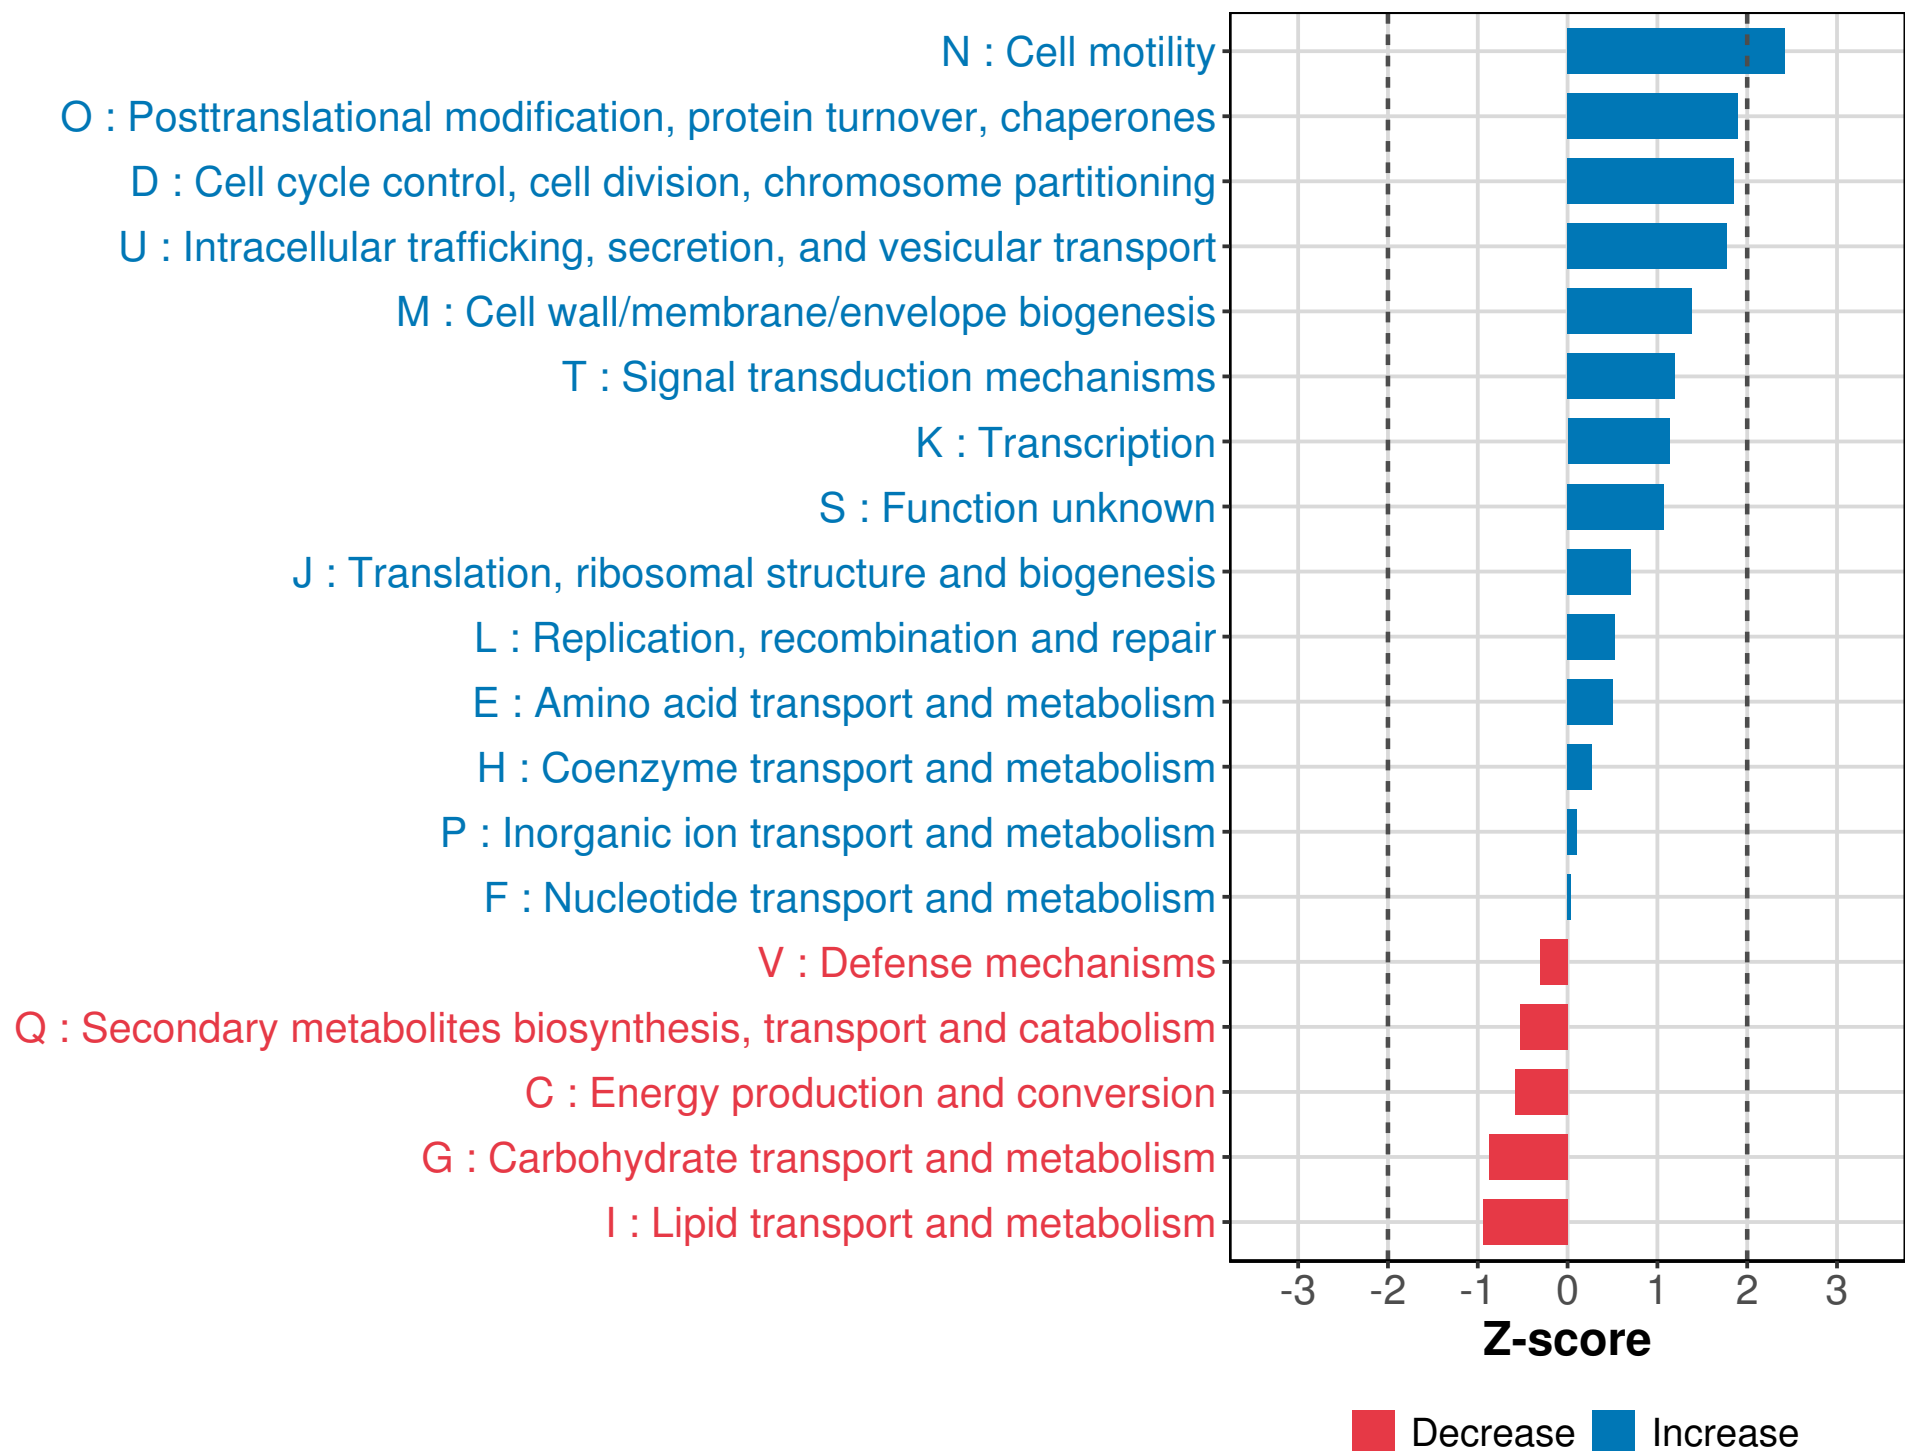 N : Cell motility
O : Posttranslational modification, protein turnover, chaperones
D : Cell cycle control, cell division, chromosome partitioning
U : Intracellular trafficking, secretion, and vesicular transport
M : Cell wall/membrane/envelope biogenesis
T : Signal transduction mechanisms
K : Transcription
S : Function unknown
J : Translation, ribosomal structure and biogenesis
L : Replication, recombination and repair
E : Amino acid transport and metabolism
H : Coenzyme transport and metabolism
P : Inorganic ion transport and metabolism
F : Nucleotide transport and metabolism
V : Defense mechanisms
Q : Secondary metabolites biosynthesis, transport and catabolism
C : Energy production and conversion
G : Carbohydrate transport and metabolism
I : Lipid transport and metabolism
-3 -2 -1 0 1 2 3
Z-score
Decrease Increase